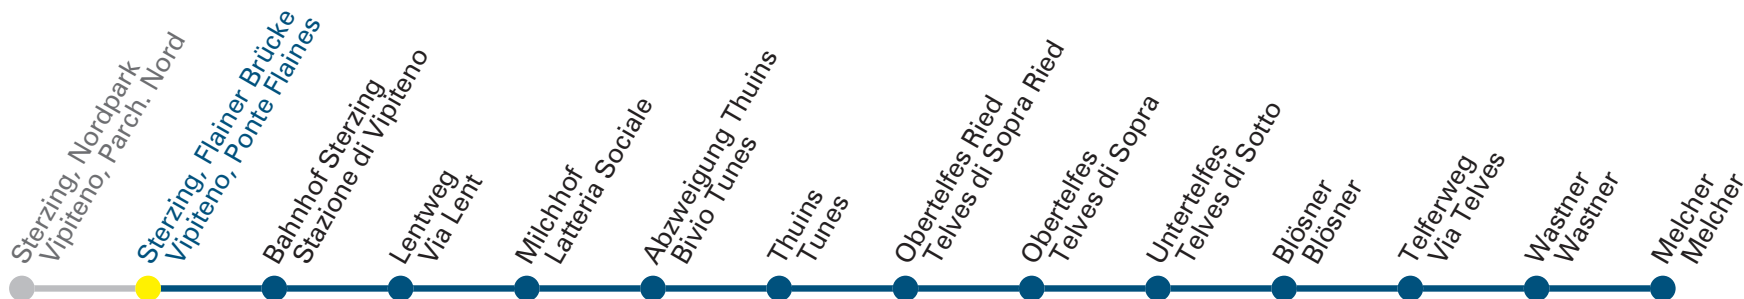 Sterzing, Nordpark
Vipiteno, Parch. Nord
Sterzing, Flainer Brücke
Vipiteno, Ponte Flaines
Bahnhof Sterzing
Stazione di Vipiteno
Lentweg
Via Lent
Milchhof
Latteria Sociale
Abzweigung Thuins
Bivio Tunes
Thuins
Tunes
Obertelfes Ried
Telves di Sopra Ried
Obertelfes
Telves di Sopra
Untertelfes
Telves di Sotto
Blösner
Blösner
Telferweg
Via Telves
Wastner
Wastner
Melcher
Melcher